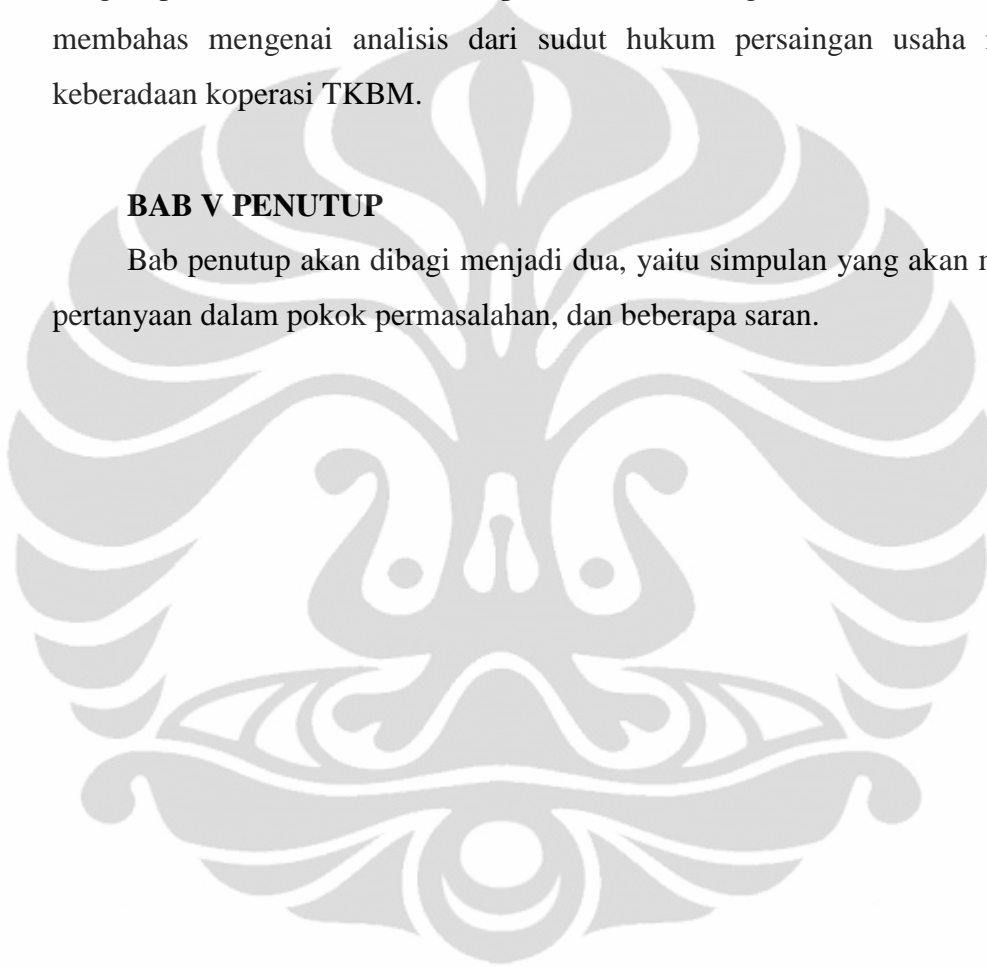 membahas mengenai analisis dari sudut hukum persaingan usaha
keberadaan koperasi TKBM.
BAB V PENUTUP
Bab penutup akan dibagi menjadi dua, yaitu simpulan yang akan
pertanyaan dalam pokok permasalahan, dan beberapa saran.